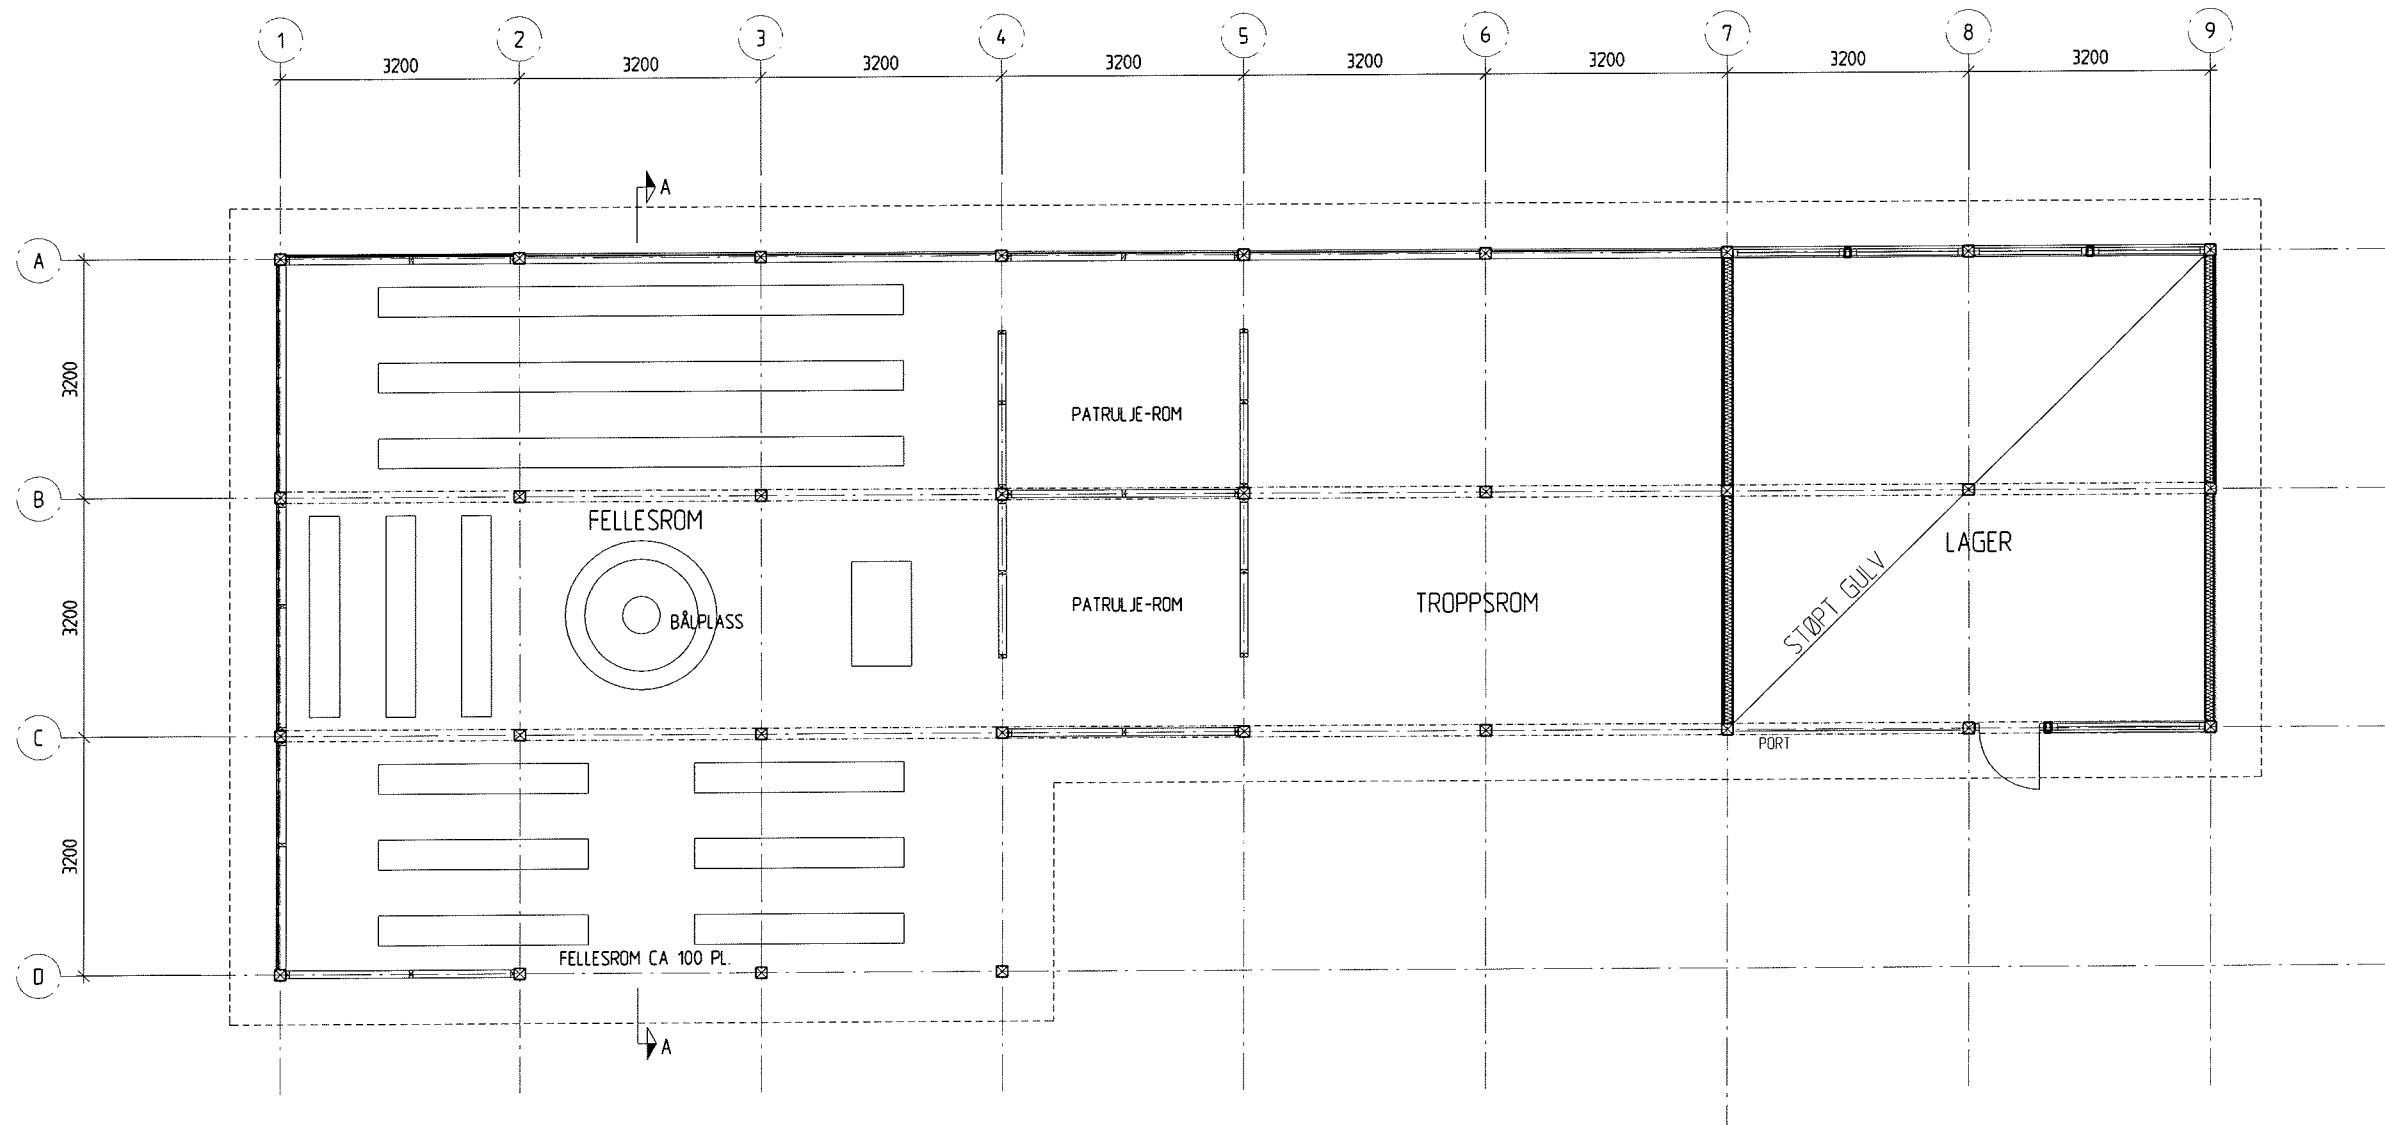 1 2 3 4 5 6 7 8 9
3200 3200 3200 3200 3200 3200 3200 3200
A
A
3200
PATRULJE-ROM
B
FELLESROM
LAGER
STØPT GULV
3200
BÅLPLASS
PATRULJE-ROM
TROPPSROM
C
PORT
3200
FELLESROM CA 100 PL.
D
A